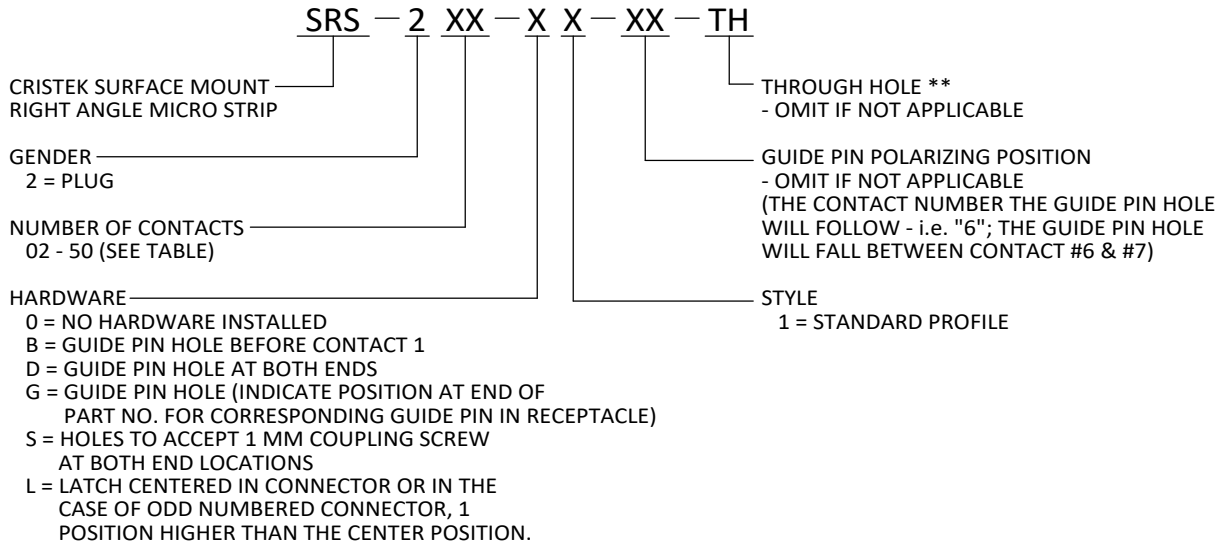 SRS — 2 XX — X X — XX — TH
CRISTEK SURFACE MOUNT
RIGHT ANGLE MICRO STRIP
GENDER
2 = PLUG
NUMBER OF CONTACTS
02 - 50 (SEE TABLE)
HARDWARE
0 = NO HARDWARE INSTALLED
B = GUIDE PIN HOLE BEFORE CONTACT 1
D = GUIDE PIN HOLE AT BOTH ENDS
G = GUIDE PIN HOLE (INDICATE POSITION AT END OF
PART NO. FOR CORRESPONDING GUIDE PIN IN RECEPTACLE)
S = HOLES TO ACCEPT 1 MM COUPLING SCREW
AT BOTH END LOCATIONS
L = LATCH CENTERED IN CONNECTOR OR IN THE
CASE OF ODD NUMBERED CONNECTOR, 1
POSITION HIGHER THAN THE CENTER POSITION.
THROUGH HOLE **
- OMIT IF NOT APPLICABLE
GUIDE PIN POLARIZING POSITION
- OMIT IF NOT APPLICABLE
(THE CONTACT NUMBER THE GUIDE PIN HOLE
WILL FOLLOW - i.e. "6"; THE GUIDE PIN HOLE
WILL FALL BETWEEN CONTACT #6 & #7)
STYLE
1 = STANDARD PROFILE